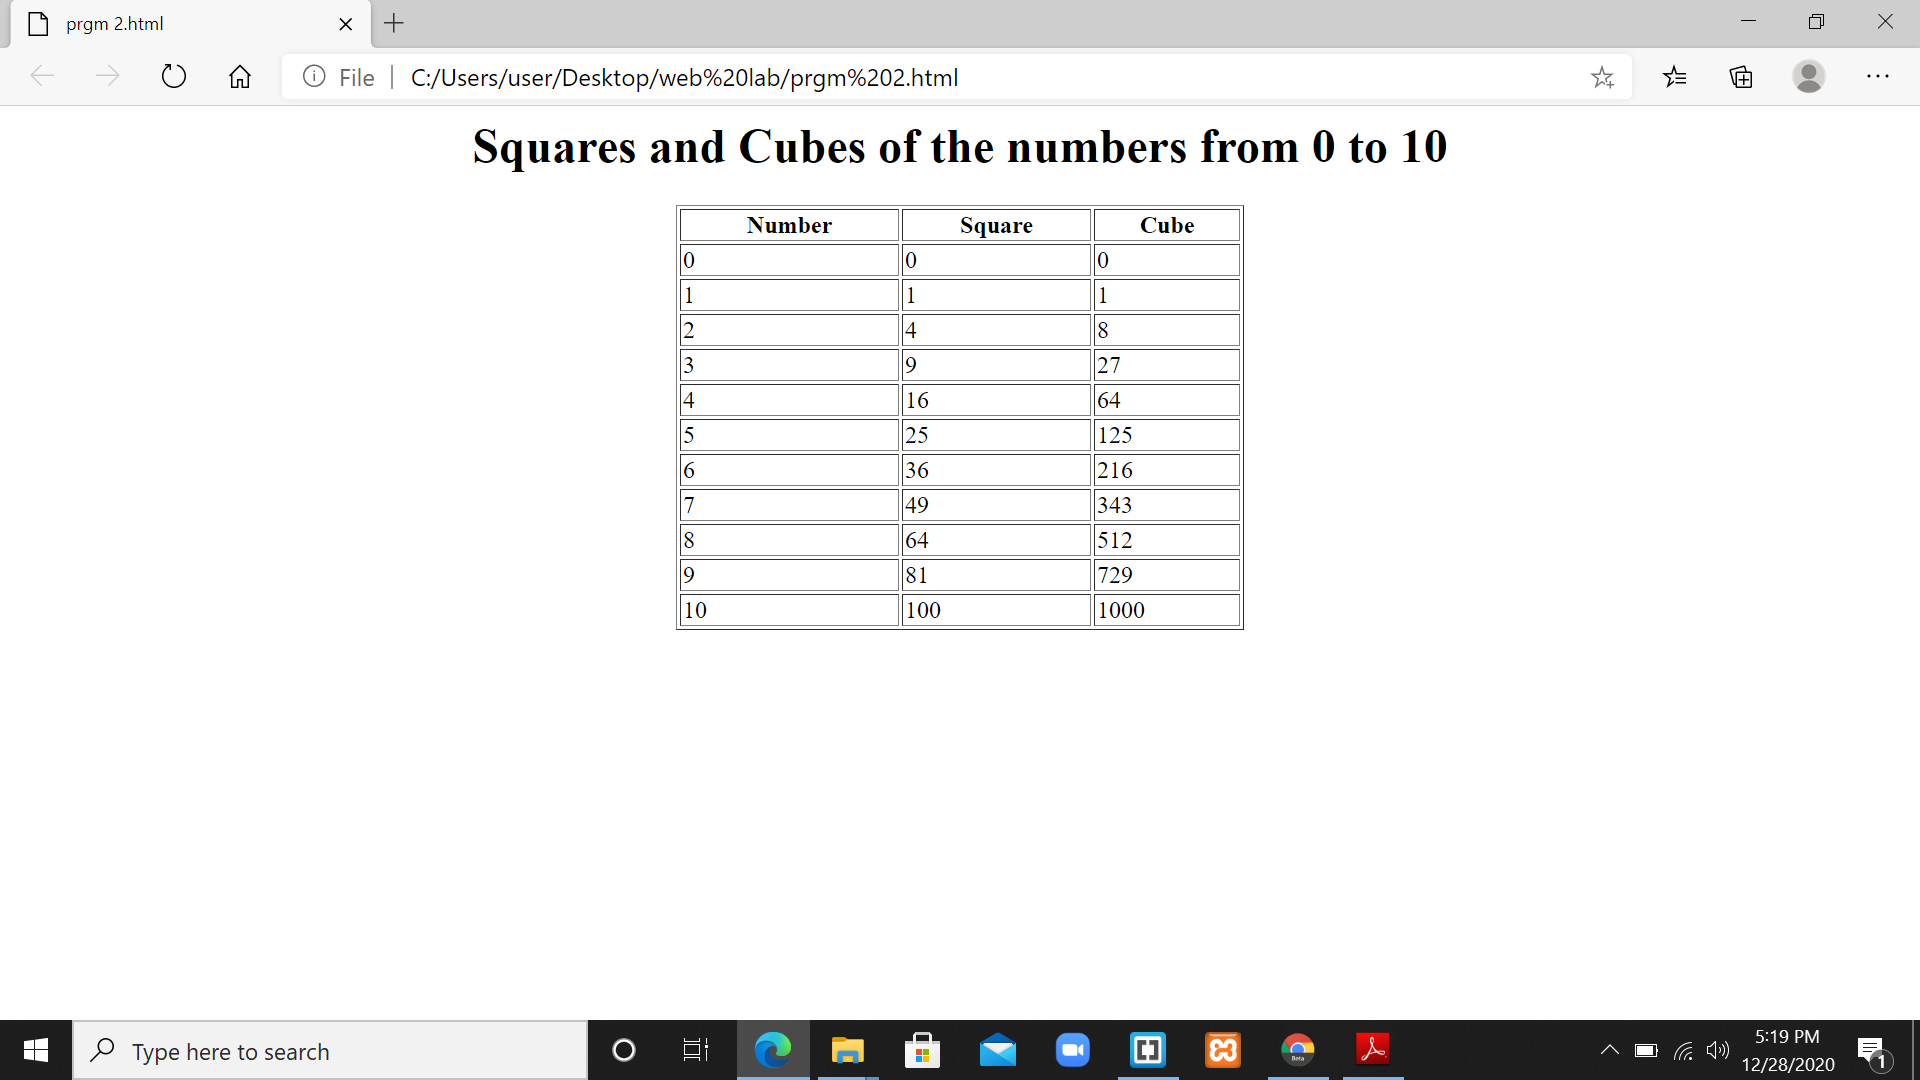 prgm 2.html
File C:/Users/user/Desktop/web%20lab/prgm%202.html
Squares and Cubes of the numbers from 0 to 10
Number Square Cube
0 0 0
1 1 1
2 4 8
3 9 27
4 16 64
5 25 125
6 36 216
7 49 343
8 64 512
9 81 729
10 100 1000
Type here to search
Beta
5:19 PM
12/28/2020
1